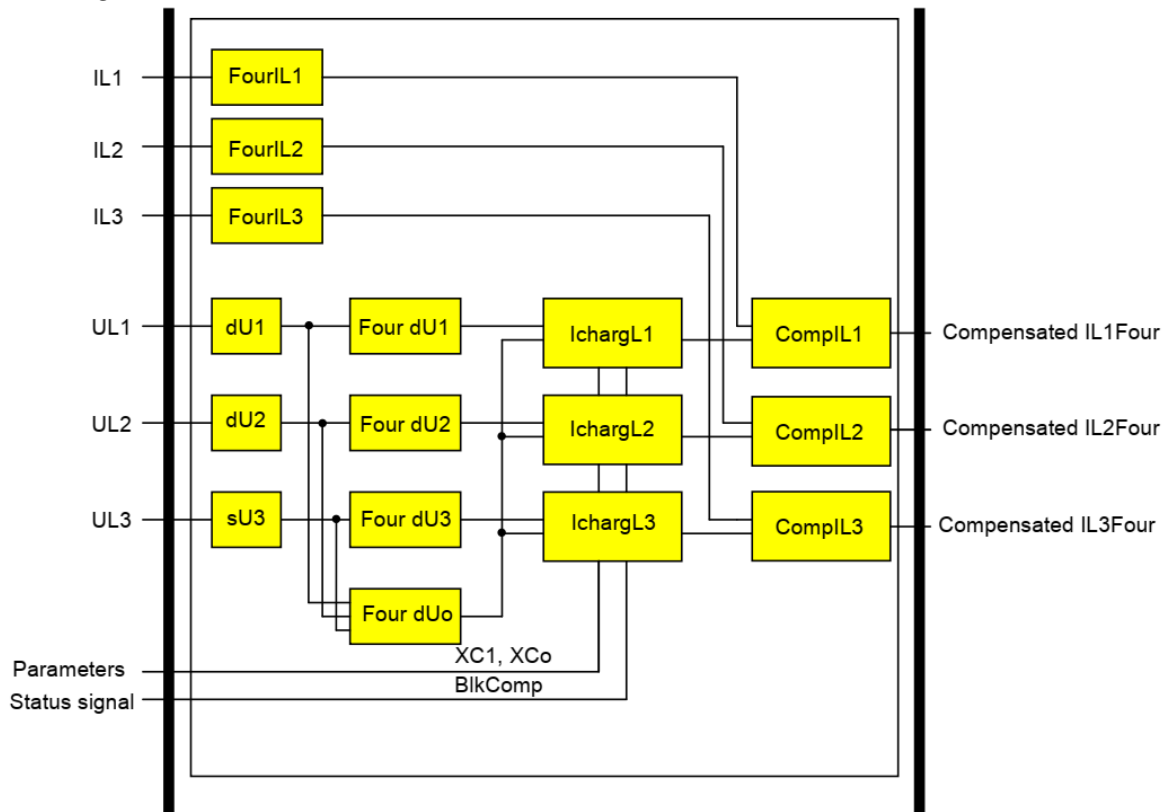 IL1
FourIL1
IL2
FourIL2
IL3
FourIL3
UL1
dU1
Four dU1
IchargL1
CompIL1
Compensated IL1Four
UL2
dU2
Four dU2
IchargL2
CompIL2
Compensated IL2Four
UL3
sU3
Four dU3
IchargL3
CompIL3
Compensated IL3Four
Four dUo
Parameters
XC1, XCo
Status signal
BlkComp